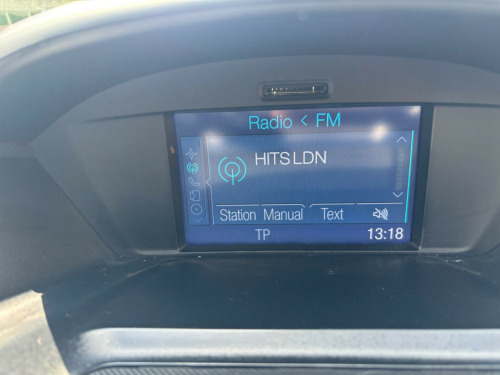 Radio < FM
HITS LDN
Station Manual Text
TP 13:18